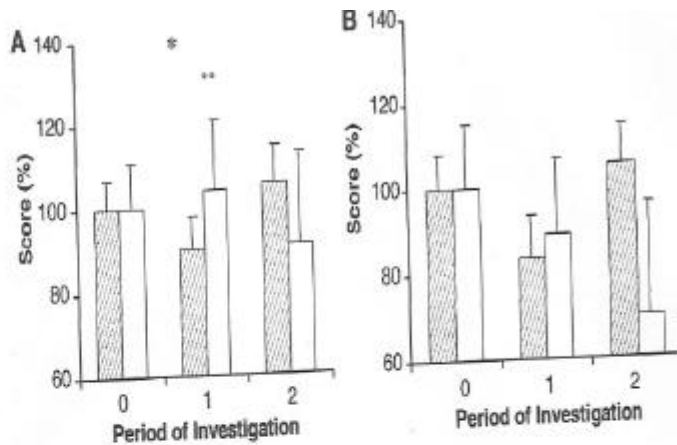 A
*
**
140
120
100
80
60
Score (%)
0 1 2
Period of Investigation
B
140
120
100
80
60
Score (%)
0 1 2
Period of Investigation